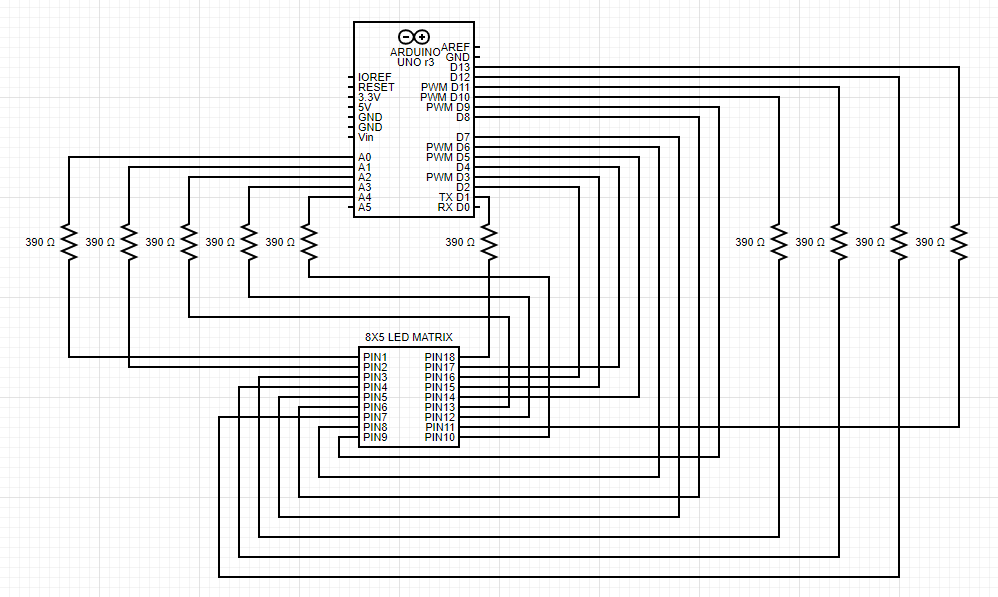 ARDUINO
UNO r3
AREF
GND
D13
IOREF
D12
RESET
PWM D11
3.3V
PWM D10
5V
PWM D9
GND
D8
GND
Vin
D7
PWM D6
A0
PWM D5
A1
D4
A2
PWM D3
A3
D2
A4
TX D1
A5
RX D0
390 Ω
390 Ω
390 Ω
390 Ω
390 Ω
390 Ω
390 Ω
390 Ω
390 Ω
390 Ω
8X5 LED MATRIX
PIN1
PIN18
PIN2
PIN17
PIN3
PIN16
PIN4
PIN15
PIN5
PIN14
PIN6
PIN13
PIN7
PIN12
PIN8
PIN11
PIN9
PIN10